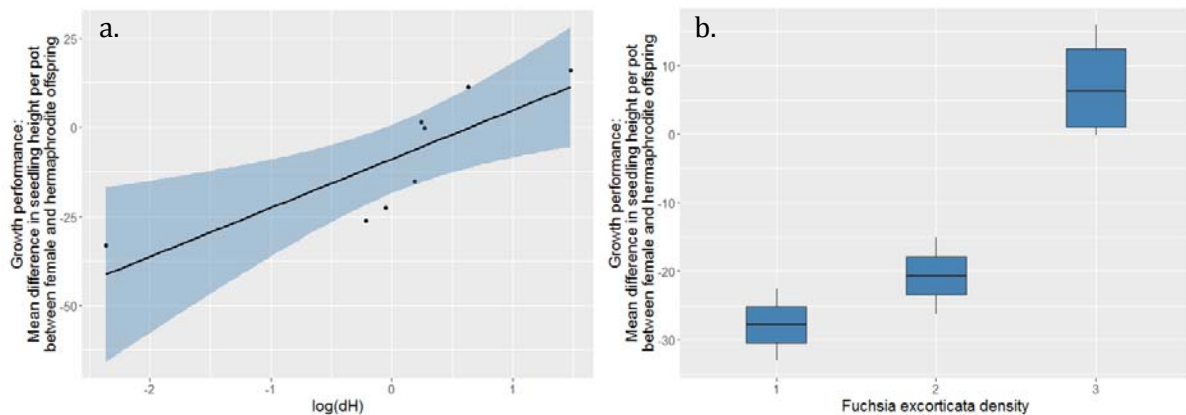 a.
Growth performance:
Mean difference in seedling height per pot
between female and hermaphrodite offspring
25
0
-25
-50
-2
-1
0
1
log(dH)
b.
Growth performance:
Mean difference in seedling height per pot
between female and hermaphrodite offspring
10
0
-10
-20
-30
1
2
3
Fuchsia excorticata density